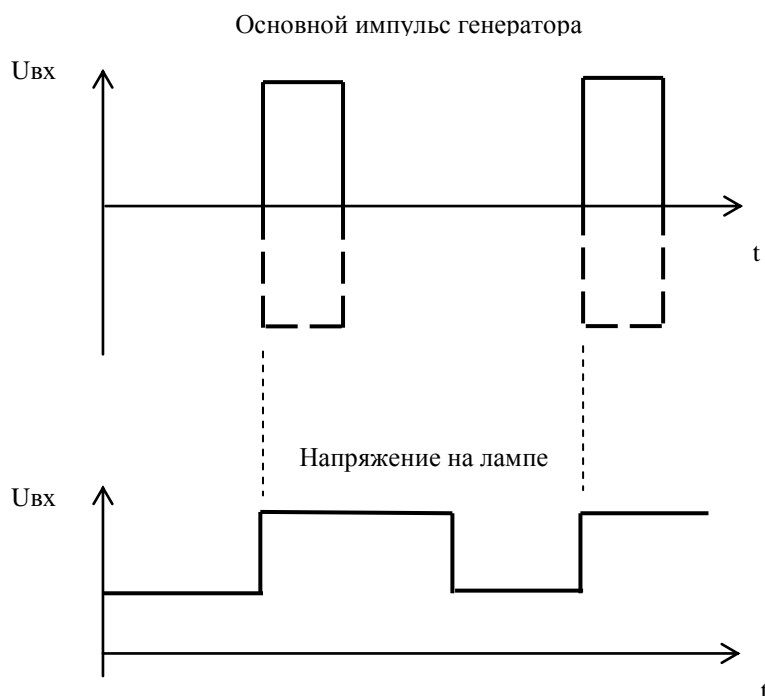 Основной импульс генератора
Uвх
t
Напряжение на лампе
Uвх
t